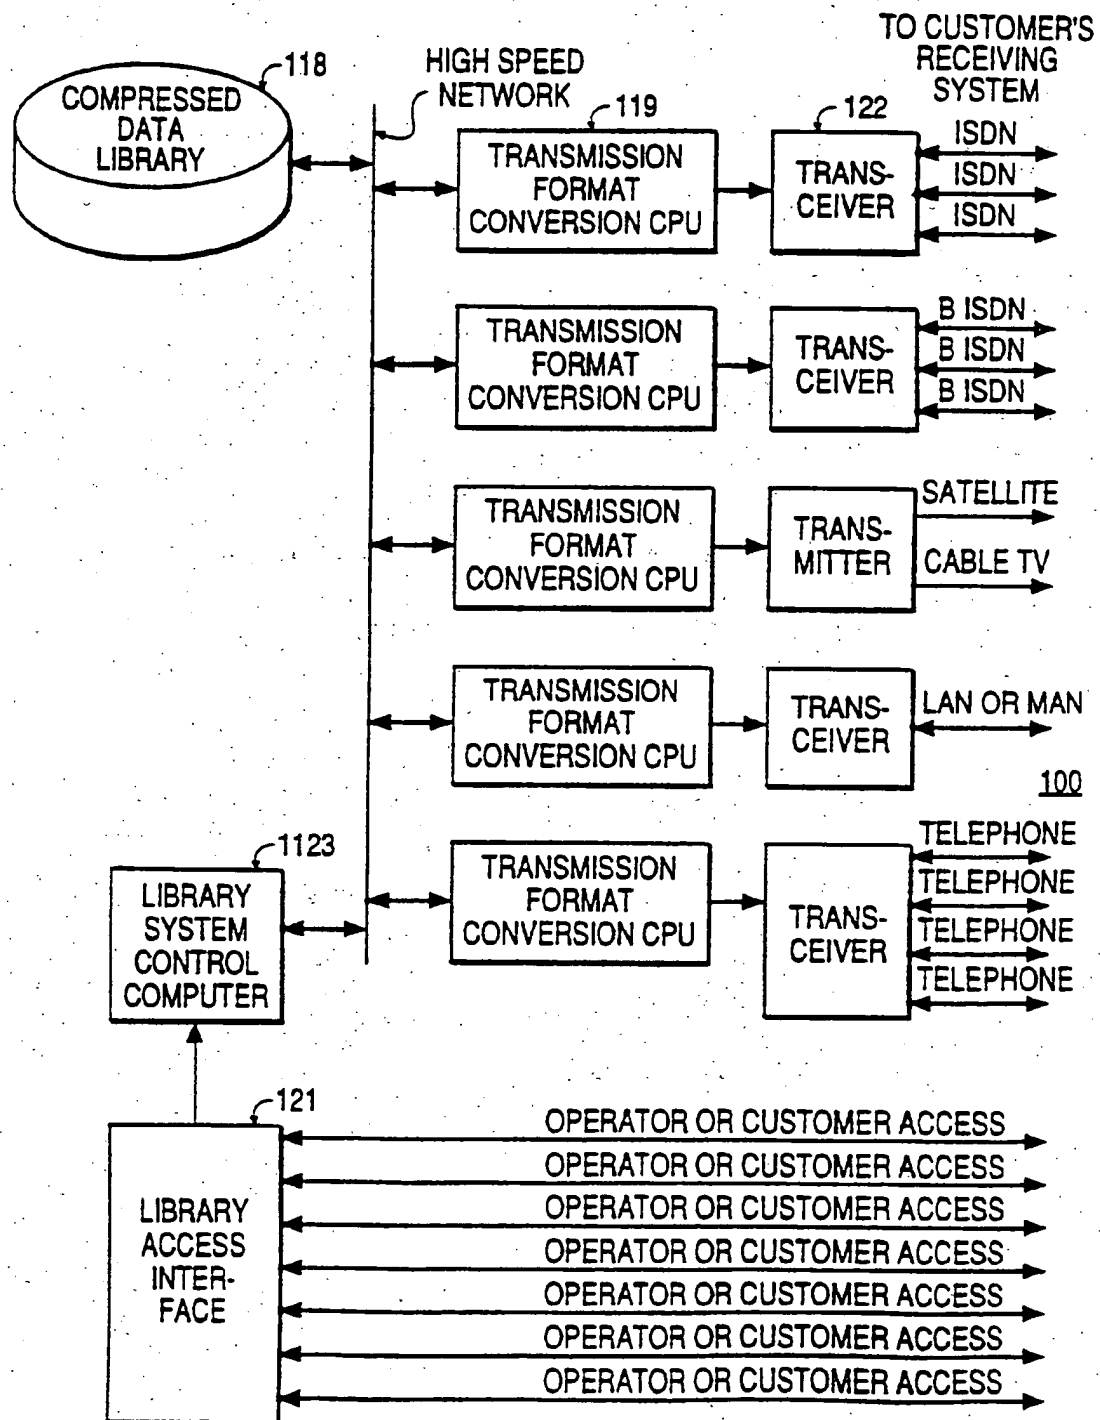 TO CUSTOMER'S
RECEIVING
SYSTEM
118
COMPRESSED
DATA
LIBRARY
HIGH SPEED
NETWORK
119
TRANSMISSION
FORMAT
CONVERSION CPU
122
TRANS-
CEIVER
ISDN
ISDN
ISDN
TRANSMISSION
FORMAT
CONVERSION CPU
TRANS-
CEIVER
B ISDN
B ISDN
B ISDN
TRANSMISSION
FORMAT
CONVERSION CPU
TRANS-
MITTER
SATELLITE
CABLE TV
TRANSMISSION
FORMAT
CONVERSION CPU
TRANS-
CEIVER
LAN OR MAN
100
1123
LIBRARY
SYSTEM
CONTROL
COMPUTER
TRANSMISSION
FORMAT
CONVERSION CPU
TRANS-
CEIVER
TELEPHONE
TELEPHONE
TELEPHONE
TELEPHONE
121
LIBRARY
ACCESS
INTER-
FACE
OPERATOR OR CUSTOMER ACCESS
OPERATOR OR CUSTOMER ACCESS
OPERATOR OR CUSTOMER ACCESS
OPERATOR OR CUSTOMER ACCESS
OPERATOR OR CUSTOMER ACCESS
OPERATOR OR CUSTOMER ACCESS
OPERATOR OR CUSTOMER ACCESS